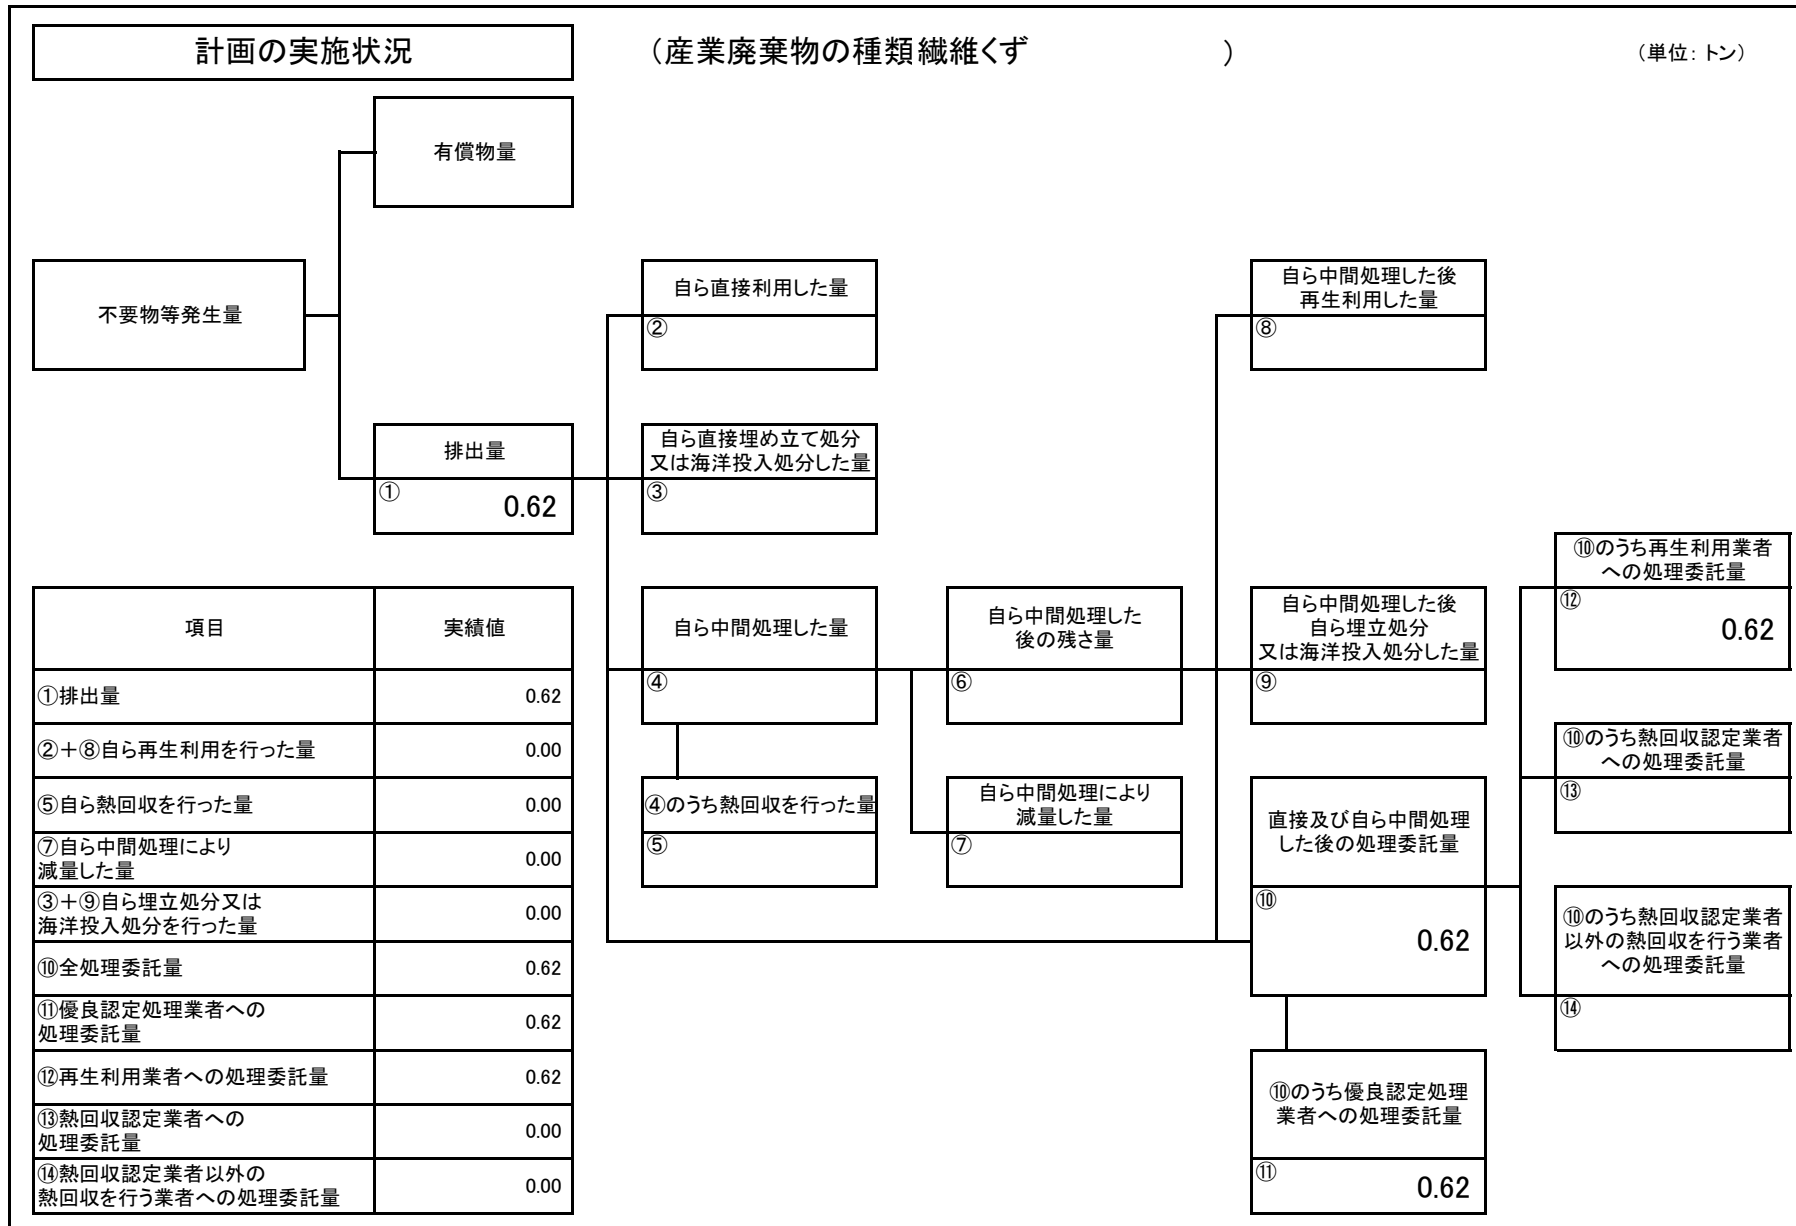 計画の実施状況
（産業廃棄物の種類繊維くず　　　　　　　　）
（単位：トン）
有償物量
不要物等発生量
自ら直接利用した量
②
自ら中間処理した後
再生利用した量
⑧
排出量
① 0.62
自ら直接埋め立て処分
又は海洋投入処分した量
③
⑩のうち再生利用業者
への処理委託量
⑫ 0.62
自ら中間処理した量
④
自ら中間処理した
後の残さ量
⑥
自ら中間処理した後
自ら埋立処分
又は海洋投入処分した量
⑨
⑩のうち熱回収認定業者
への処理委託量
⑬
④のうち熱回収を行った量
⑤
自ら中間処理により
減量した量
⑦
直接及び自ら中間処理
した後の処理委託量
⑩ 0.62
⑩のうち熱回収認定業者
以外の熱回収を行う業者
への処理委託量
⑭
⑩のうち優良認定処理
業者への処理委託量
⑪ 0.62
項目 実績値
①排出量 0.62
②＋⑧自ら再生利用を行った量 0.00
⑤自ら熱回収を行った量 0.00
⑦自ら中間処理により
減量した量 0.00
③＋⑨自ら埋立処分又は
海洋投入処分を行った量 0.00
⑩全処理委託量 0.62
⑪優良認定処理業者への
処理委託量 0.62
⑫再生利用業者への処理委託量 0.62
⑬熱回収認定業者への
処理委託量 0.00
⑭熱回収認定業者以外の
熱回収を行う業者への処理委託量 0.00